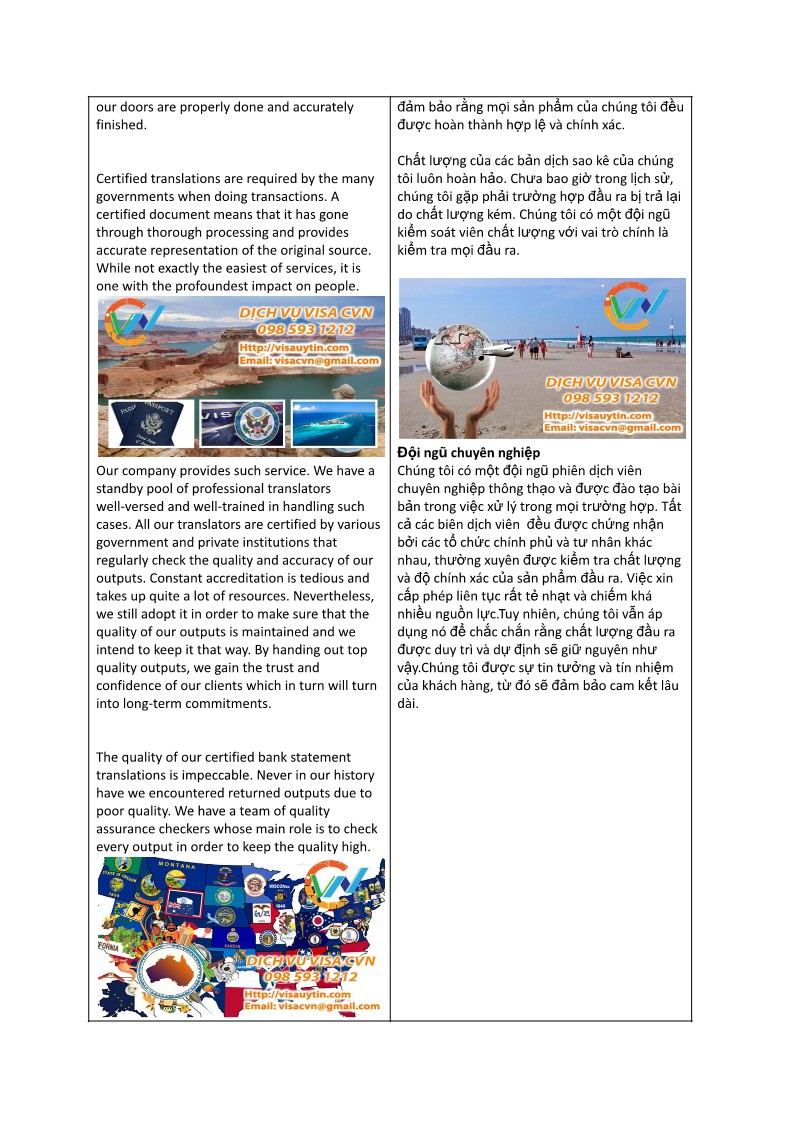 our doors are properly done and accurately
finished.
Certified translations are required by the many
governments when doing transactions. A
certified document means that it has gone
through thorough processing and provides
accurate representation of the original source.
While not exactly the easiest of services, it is
one with the profoundest impact on people.
DỊCH VỤ VISA CVN
098 593 1212
Http://visauytin.com
Email: visacvn@gmail.com
PASSPORT
United States
of America
Our company provides such service. We have a
standby pool of professional translators
well-versed and well-trained in handling such
cases. All our translators are certified by various
government and private institutions that
regularly check the quality and accuracy of our
outputs. Constant accreditation is tedious and
takes up quite a lot of resources. Nevertheless,
we still adopt it in order to make sure that the
quality of our outputs is maintained and we
intend to keep it that way. By handing out top
quality outputs, we gain the trust and
confidence of our clients which in turn will turn
into long-term commitments.
The quality of our certified bank statement
translations is impeccable. Never in our history
have we encountered returned outputs due to
poor quality. We have a team of quality
assurance checkers whose main role is to check
every output in order to keep the quality high.
MONTANA
STATE OF OREGON
1859
WISCONSIN
1848
KANSAS
DỊCH VỤ VISA CVN
098 593 1212
Http://visauytin.com
Email: visacvn@gmail.com
đảm bảo rằng mọi sản phẩm của chúng tôi đều
được hoàn thành hợp lệ và chính xác.
Chất lượng của các bản dịch sao kê của chúng
tôi luôn hoàn hảo. Chưa bao giờ trong lịch sử,
chúng tôi gặp phải trường hợp đầu ra bị trả lại
do chất lượng kém. Chúng tôi có một đội ngũ
kiểm soát viên chất lượng với vai trò chính là
kiểm tra mọi đầu ra.
DỊCH VỤ VISA CVN
098 593 1212
Http://visauytin.com
Email: visacvn@gmail.com
Đội ngũ chuyên nghiệp
Chúng tôi có một đội ngũ phiên dịch viên
chuyên nghiệp thông thạo và được đào tạo bài
bản trong việc xử lý trong mọi trường hợp. Tất
cả các biên dịch viên  đều được chứng nhận
bởi các tổ chức chính phủ và tư nhân khác
nhau, thường xuyên được kiểm tra chất lượng
và độ chính xác của sản phẩm đầu ra. Việc xin
cấp phép liên tục rất tẻ nhạt và chiếm khá
nhiều nguồn lực.Tuy nhiên, chúng tôi vẫn áp
dụng nó để chắc chắn rằng chất lượng đầu ra
được duy trì và dự định sẽ giữ nguyên như
vậy.Chúng tôi được sự tin tưởng và tín nhiệm
của khách hàng, từ đó sẽ đảm bảo cam kết lâu
dài.